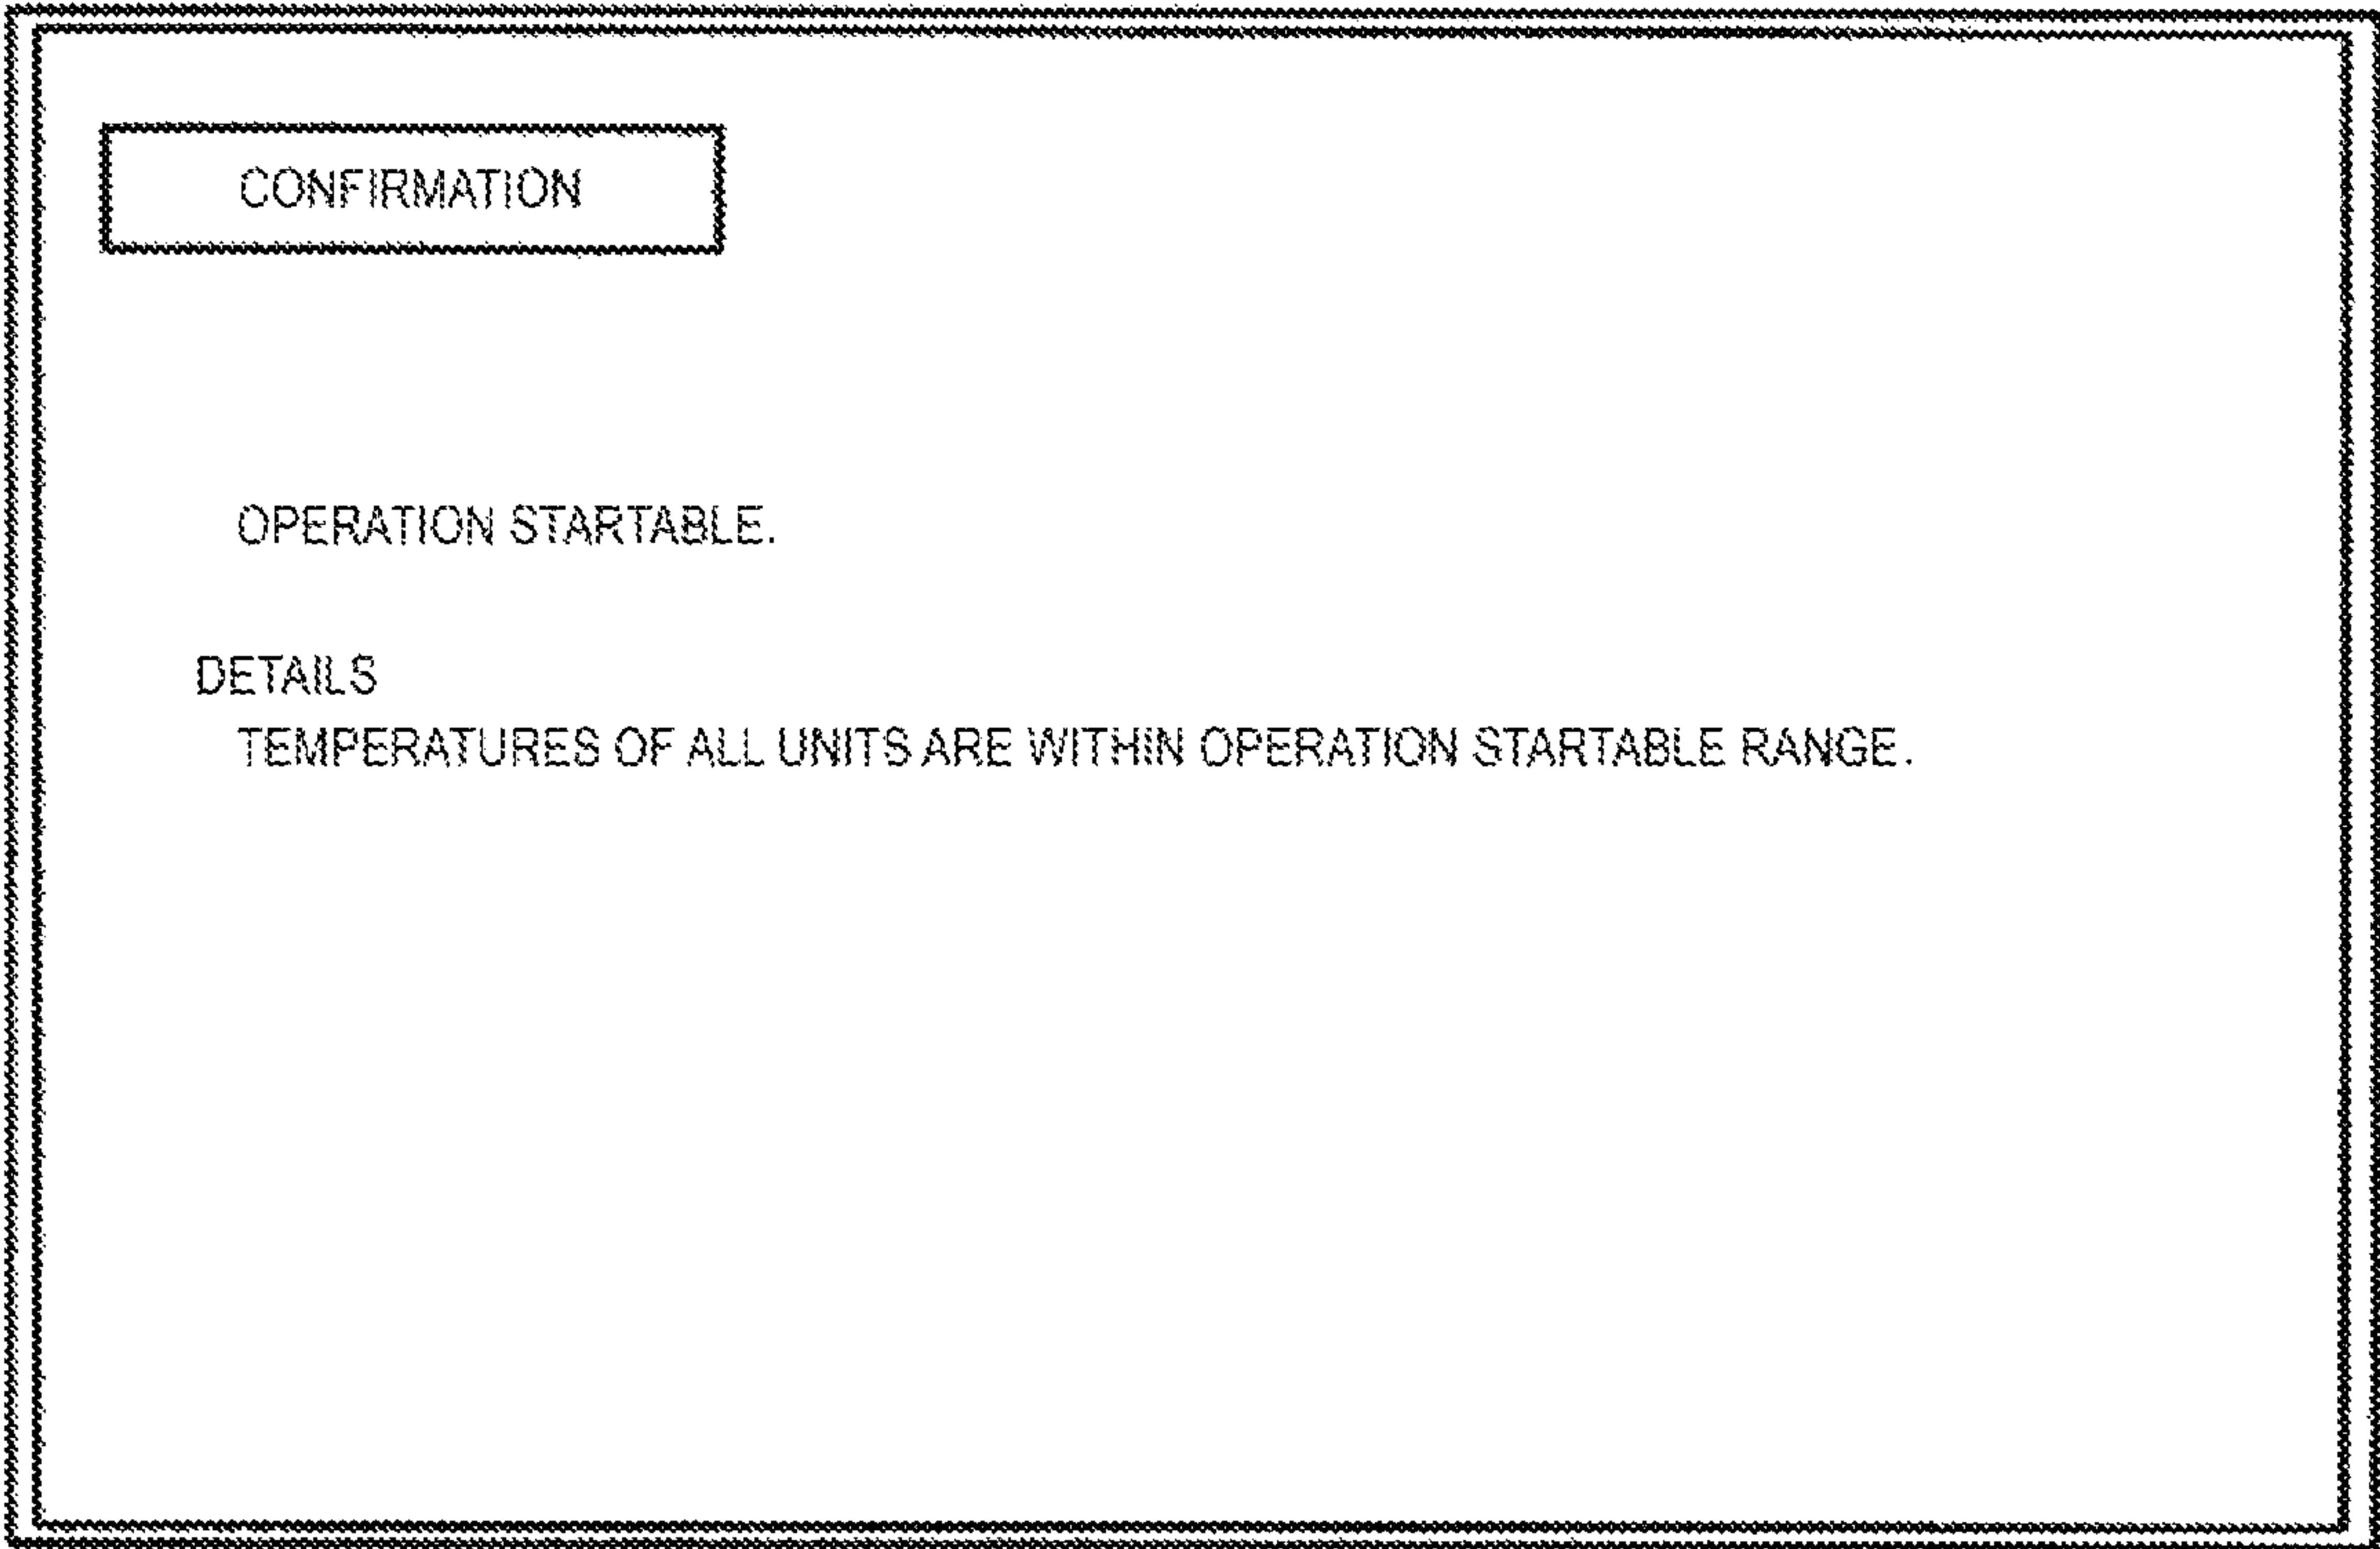 CONFIRMATION
OPERATION STARTABLE.
DETAILS
TEMPERATURES OF ALL UNITS ARE WITHIN OPERATION STARTABLE RANGE.